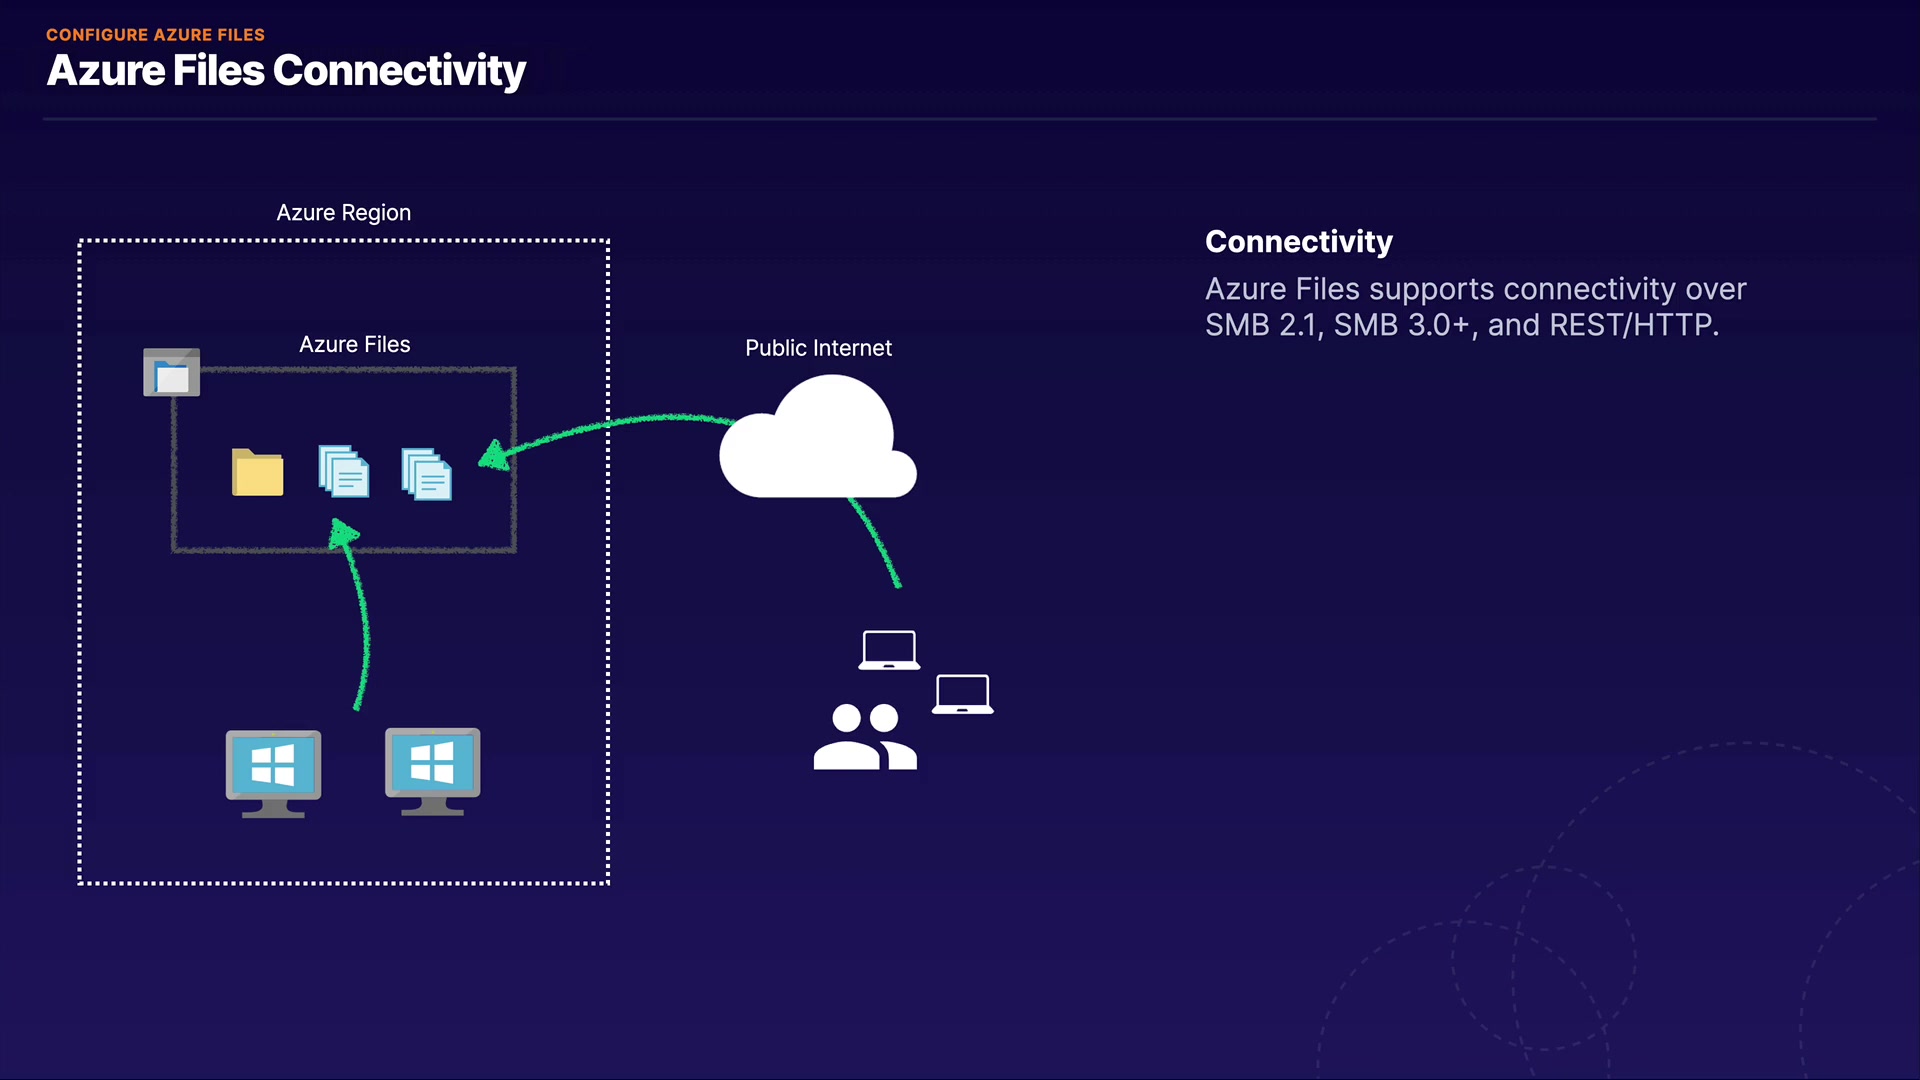 CONFIGURE AZURE FILES
Azure Files Connectivity
Azure Region
Azure Files
Public Internet
Connectivity
Azure Files supports connectivity over
SMB 2.1, SMB 3.0+, and REST/HTTP.